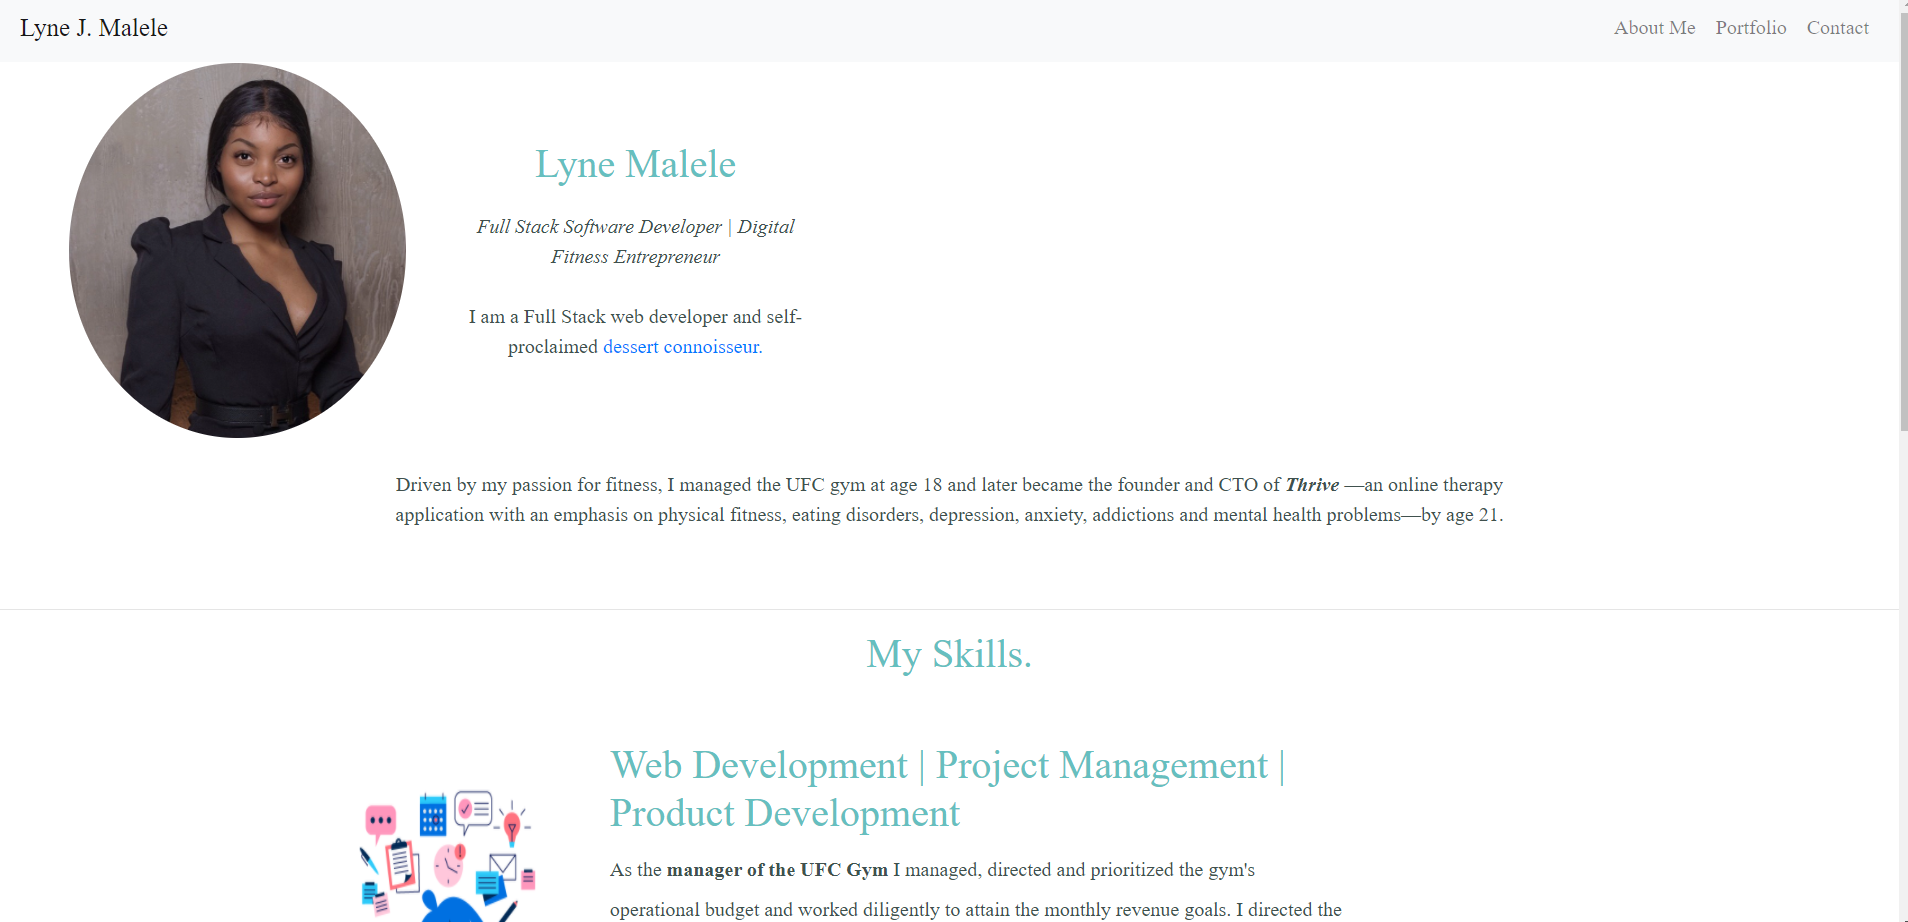 Lyne J. Malele
About Me Portfolio Contact
Lyne Malele
Full Stack Software Developer | Digital
Fitness Entrepreneur
I am a Full Stack web developer and self-
proclaimed dessert connoisseur.
Driven by my passion for fitness, I managed the UFC gym at age 18 and later became the founder and CTO of Thrive —an online therapy
application with an emphasis on physical fitness, eating disorders, depression, anxiety, addictions and mental health problems—by age 21.
My Skills.
Web Development | Project Management |
Product Development
As the manager of the UFC Gym I managed, directed and prioritized the gym's
operational budget and worked diligently to attain the monthly revenue goals. I directed the